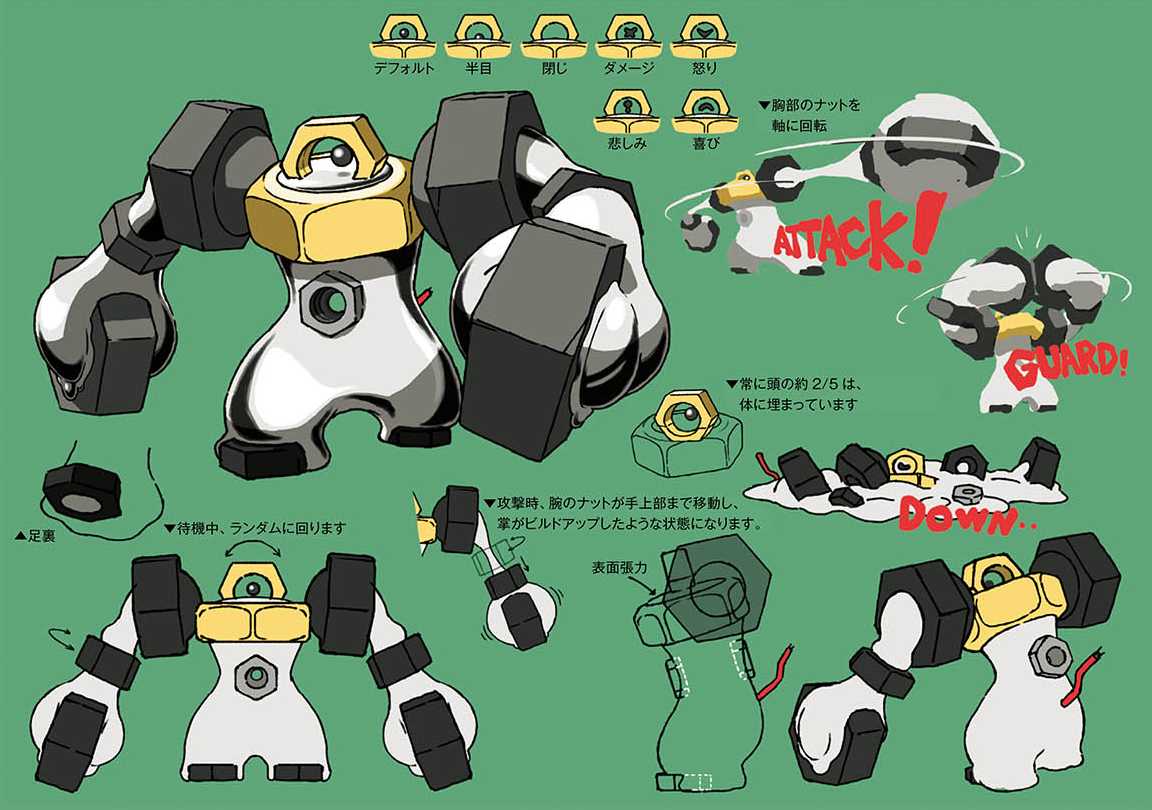 デフォルト
半目
閉じ
ダメージ
怒り
悲しみ
喜び
▼胸部のナットを
軸に回転
ATTACK!
GUARD!
▼常に頭の約2/5は、
体に埋まっています
DOWN..
▲足裏
▼待機中、ランダムに回ります
▼攻撃時、腕のナットが手上部まで移動し、
掌がビルドアップしたような状態になります。
表面張力